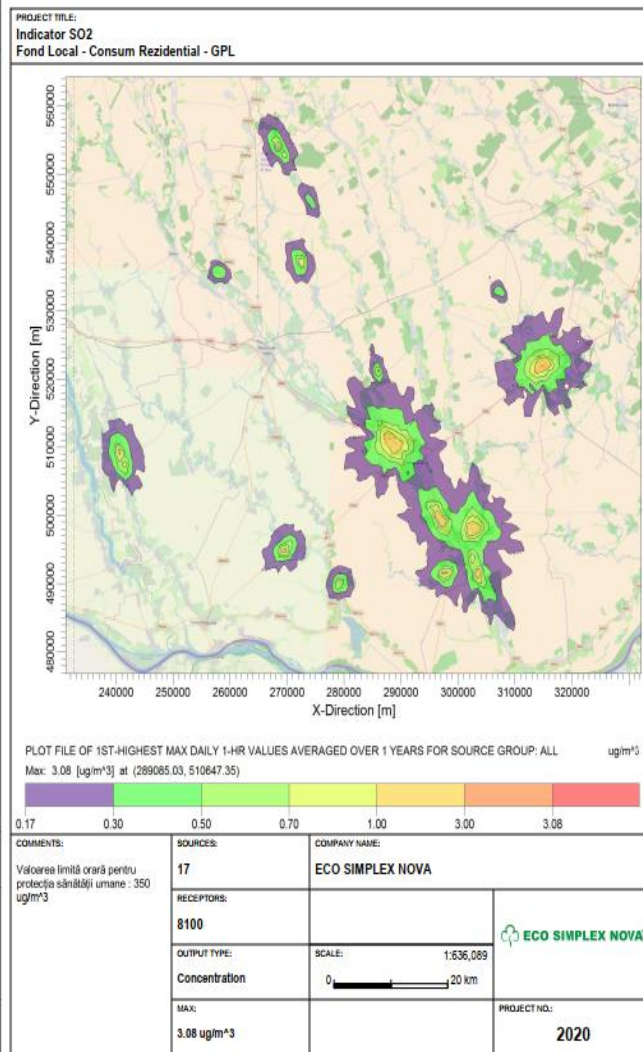 PROJECT TITLE:
Indicator SO2
Fond Local - Consum Rezidential - GPL
Y-Direction [m]
560000
550000
540000
530000
520000
510000
500000
490000
480000
240000 250000 260000 270000 280000 290000 300000 310000 320000
X-Direction [m]
PLOT FILE OF 1ST-HIGHEST MAX DAILY 1-HR VALUES AVERAGED OVER 1 YEARS FOR SOURCE GROUP: ALL ug/m^3
Max: 3.08 [ug/m^3] at (289085.03, 510647.35)
0.17 0.30 0.50 0.70 1.00 3.00 3.08
COMMENTS:
Valoarea limită orară pentru
protecția sănătății umane : 350
ug/m^3
SOURCES:
17
COMPANY NAME:
ECO SIMPLEX NOVA
RECEPTORS:
8100
ECO SIMPLEX NOVA
OUTPUT TYPE:
Concentration
SCALE: 1:636,089
0 20 km
MAX:
3.08 ug/m^3
PROJECT NO.:
2020